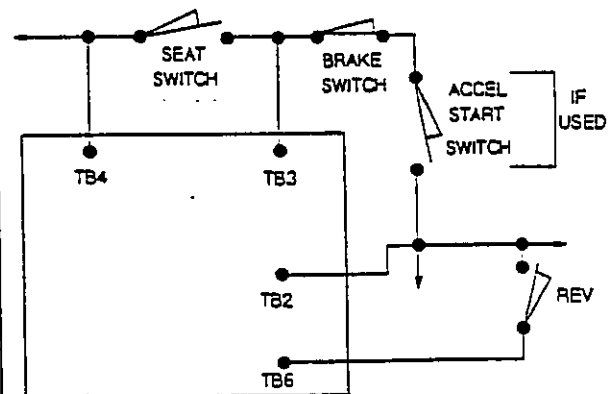 SEAT
SWITCH
BRAKE
SWITCH
ACCEL
START
SWITCH
IF
USED
TB4
TB3
TB2
REV
TB6